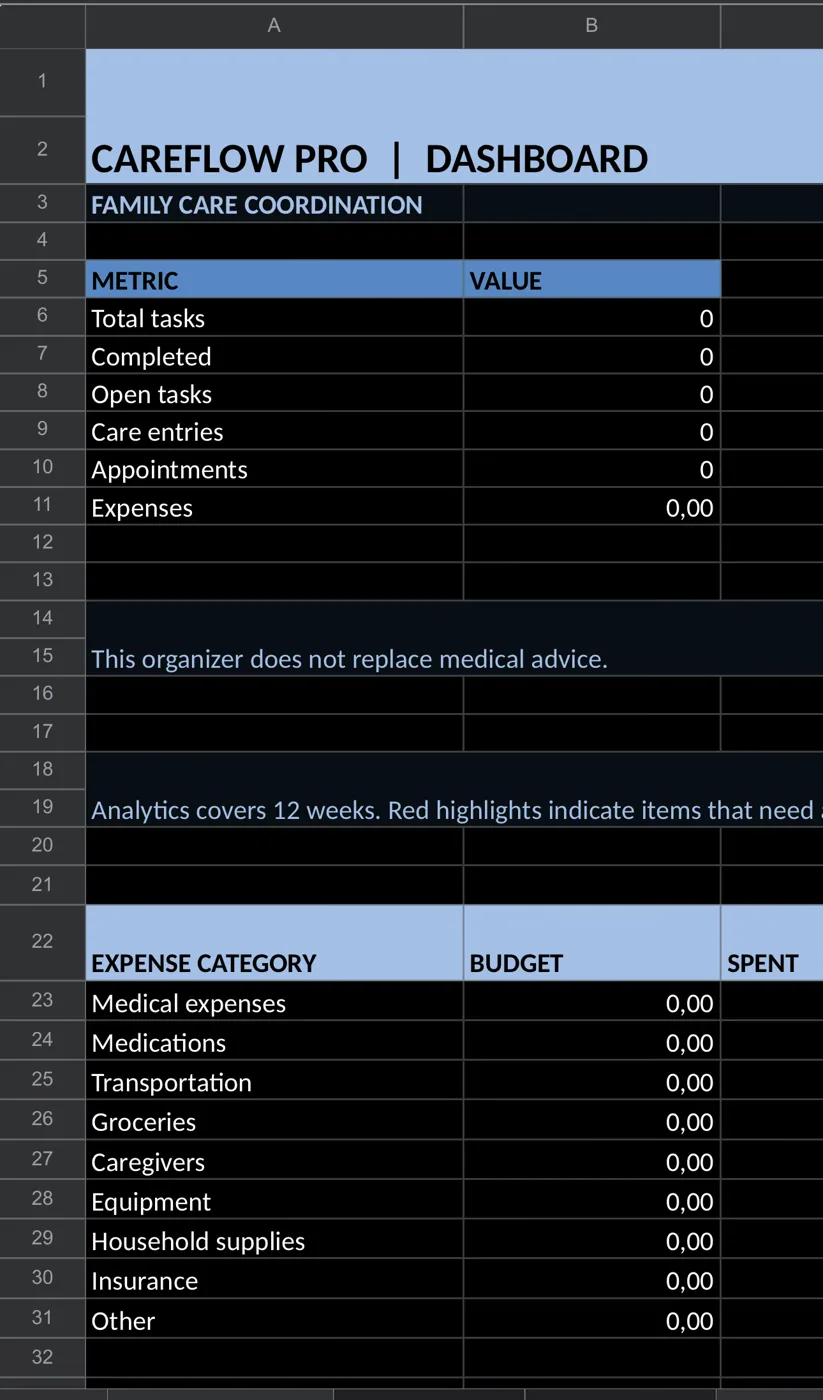 A B
1
2 CAREFLOW PRO | DASHBOARD
3 FAMILY CARE COORDINATION
4
5 METRIC VALUE
6 Total tasks 0
7 Completed 0
8 Open tasks 0
9 Care entries 0
10 Appointments 0
11 Expenses 0,00
12
13
14
15 This organizer does not replace medical advice.
16
17
18
19 Analytics covers 12 weeks. Red highlights indicate items that need
20
21
22 EXPENSE CATEGORY BUDGET SPENT
23 Medical expenses 0,00
24 Medications 0,00
25 Transportation 0,00
26 Groceries 0,00
27 Caregivers 0,00
28 Equipment 0,00
29 Household supplies 0,00
30 Insurance 0,00
31 Other 0,00
32